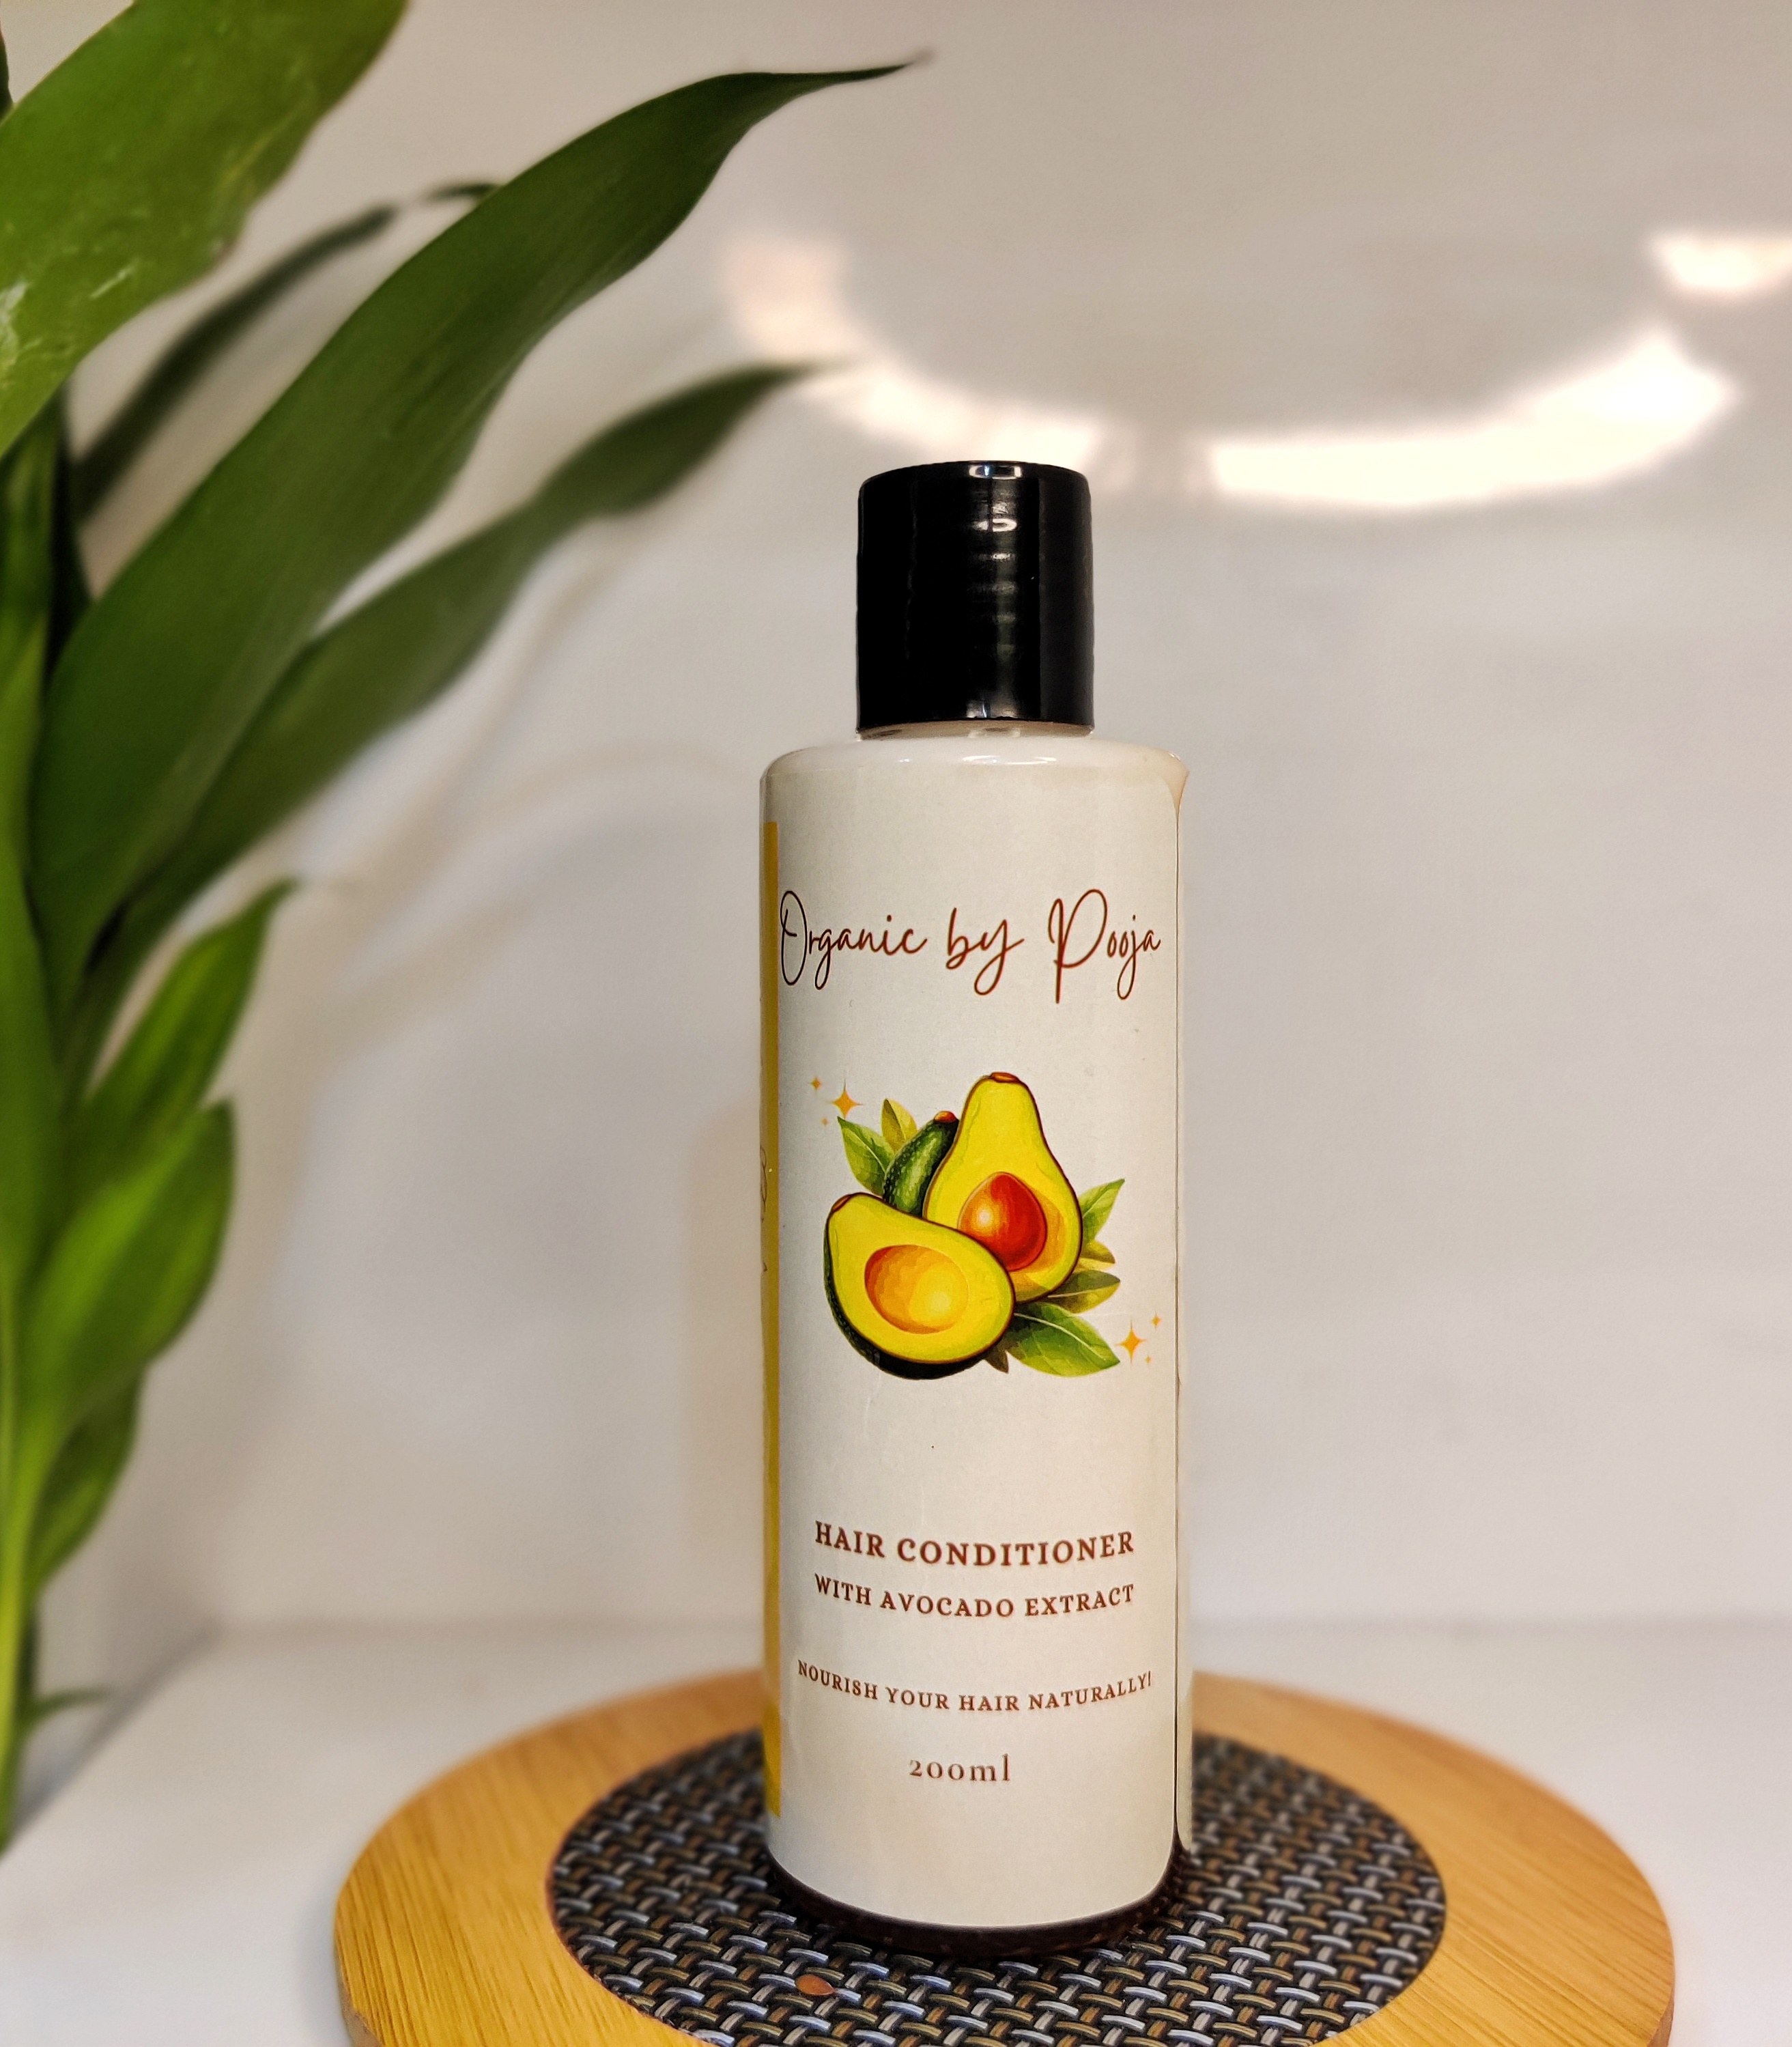 Organic by Pooja
HAIR CONDITIONER
WITH AVOCADO EXTRACT
NOURISH YOUR HAIR NATURALLY!
200ml